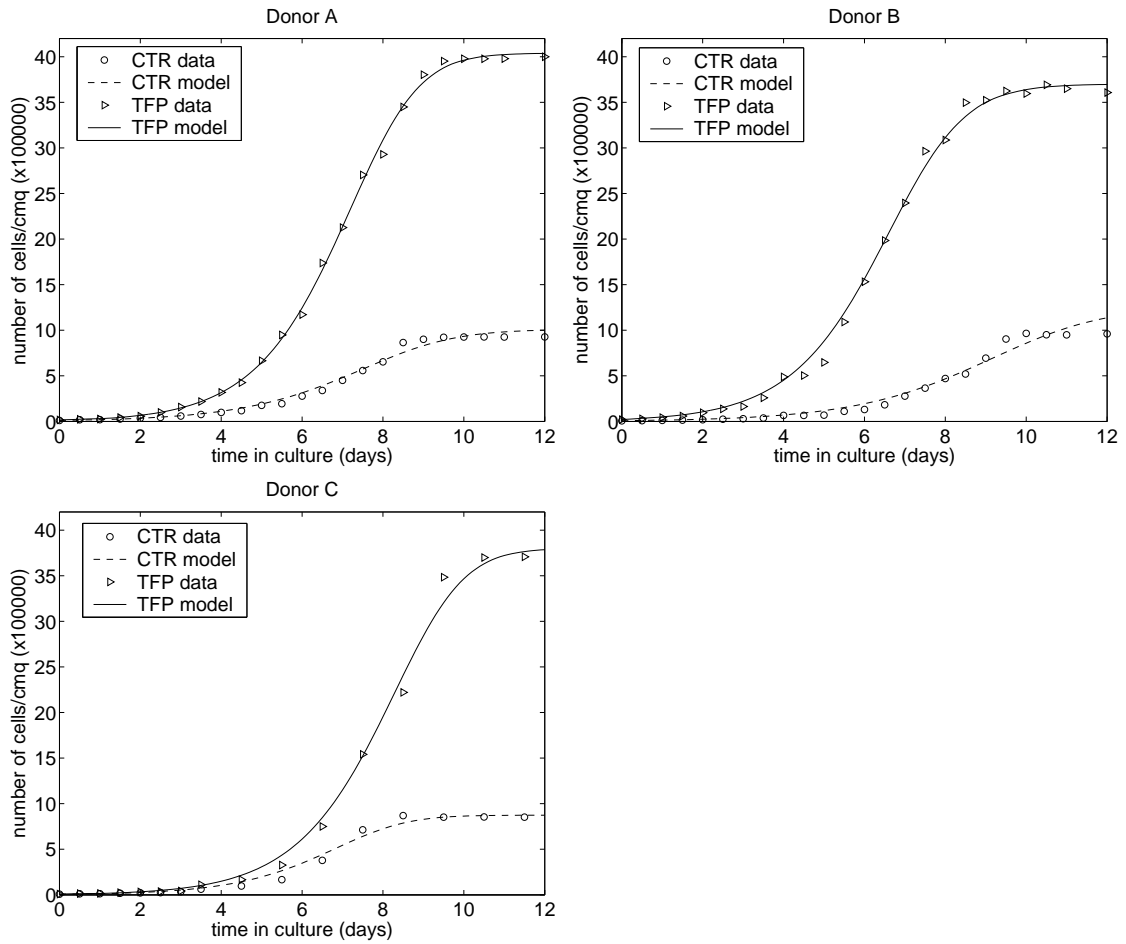 Donor A
CTR data
CTR model
TFP data
TFP model
number of cells/cmq (x100000)
40
35
30
25
20
15
10
5
0
0 2 4 6 8 10 12
time in culture (days)
Donor B
CTR data
CTR model
TFP data
TFP model
number of cells/cmq (x100000)
40
35
30
25
20
15
10
5
0
0 2 4 6 8 10 12
time in culture (days)
Donor C
CTR data
CTR model
TFP data
TFP model
number of cells/cmq (x100000)
40
35
30
25
20
15
10
5
0
0 2 4 6 8 10 12
time in culture (days)